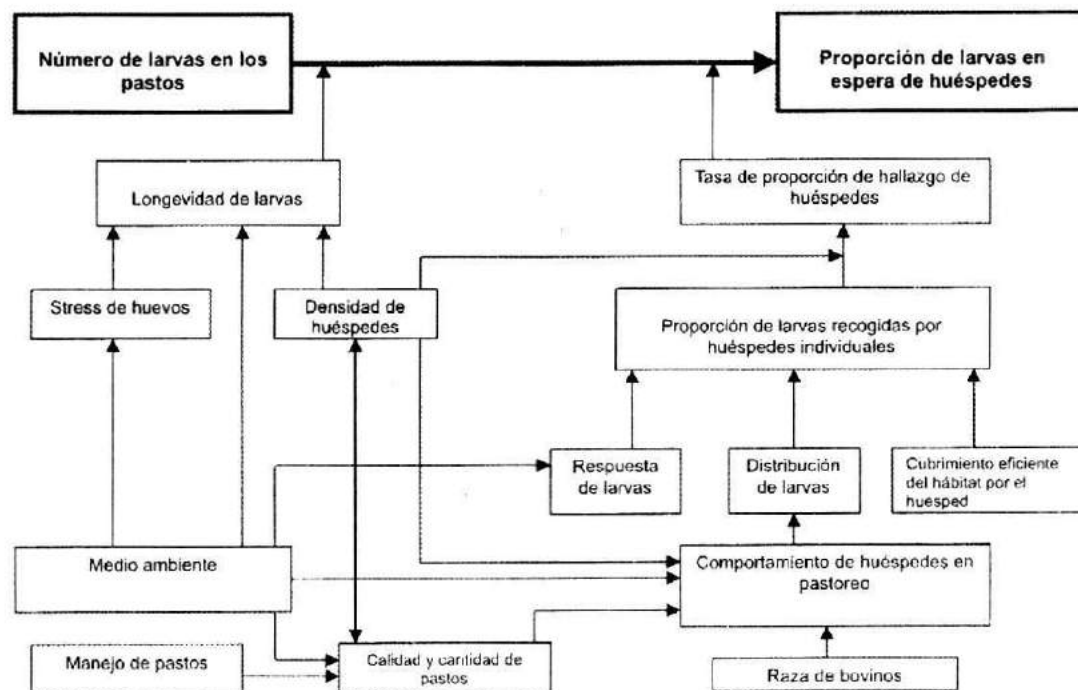 Número de larvas en los
pastos
Proporción de larvas en
espera de huéspedes
Longevidad de larvas
Tasa de proporción de hallazgo de
huéspedes
Stress de huevos
Densidad de
huéspedes
Proporción de larvas recogidas por
huéspedes individuales
Respuesta
de larvas
Distribución
de larvas
Cubrimiento eficiente
del hábitat por el
huesped
Medio ambiente
Comportamiento de huéspedes en
pastoreo
Manejo de pastos
Calidad y cantidad de
pastos
Raza de bovinos